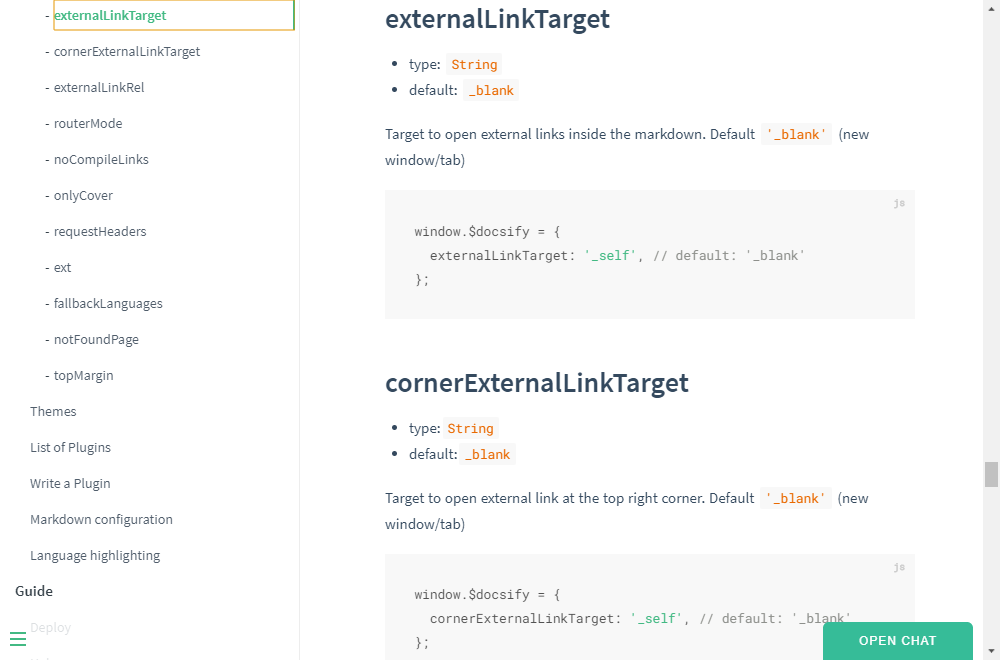 - externalLinkTarget
- cornerExternalLinkTarget
- externalLinkRel
- routerMode
- noCompileLinks
- onlyCover
- requestHeaders
- ext
- fallbackLanguages
- notFoundPage
- topMargin
Themes
List of Plugins
Write a Plugin
Markdown configuration
Language highlighting
Guide
Deploy
externalLinkTarget
• type: String
• default: _blank
Target to open external links inside the markdown. Default '_blank' (new
window/tab)
js
window.$docsify = {
  externalLinkTarget: '_self', // default: '_blank'
};
cornerExternalLinkTarget
• type: String
• default: _blank
Target to open external link at the top right corner. Default '_blank' (new
window/tab)
js
window.$docsify = {
  cornerExternalLinkTarget: '_self', // default: '_blank'
};
OPEN CHAT